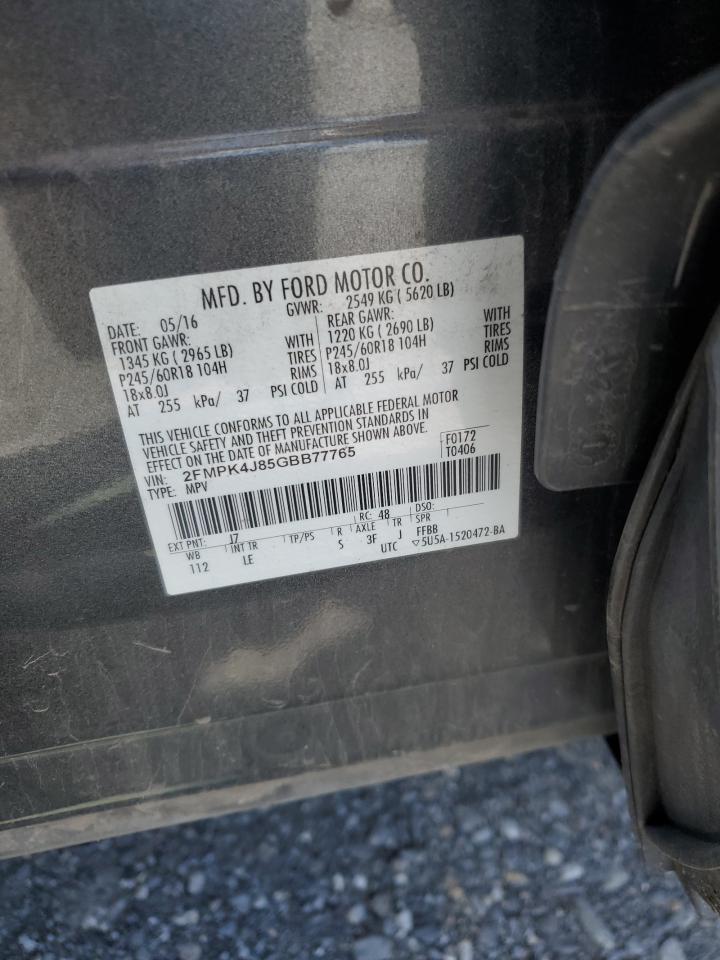 MFD. BY FORD MOTOR CO.
DATE: 05/16 GVWR: 2549 KG ( 5620 LB)
FRONT GAWR: WITH REAR GAWR: WITH
1345 KG ( 2965 LB) TIRES 1220 KG ( 2690 LB) TIRES
P245/60R18 104H RIMS P245/60R18 104H RIMS
18x8.0J 18x8.0J
AT 255 kPa/ 37 PSI COLD AT 255 kPa/ 37 PSI COLD
THIS VEHICLE CONFORMS TO ALL APPLICABLE FEDERAL MOTOR
VEHICLE SAFETY AND THEFT PREVENTION STANDARDS IN
EFFECT ON THE DATE OF MANUFACTURE SHOWN ABOVE.
VIN: 2FMPK4J85GBB77765 F0172
TYPE: MPV T0406
EXT PNT: J7 RC: 48 DSO:
WB INT TR TP/PS R AXLE TR SPR
112 LE S 3F J FFBB
UTC ▽5U5A-1520472-BA